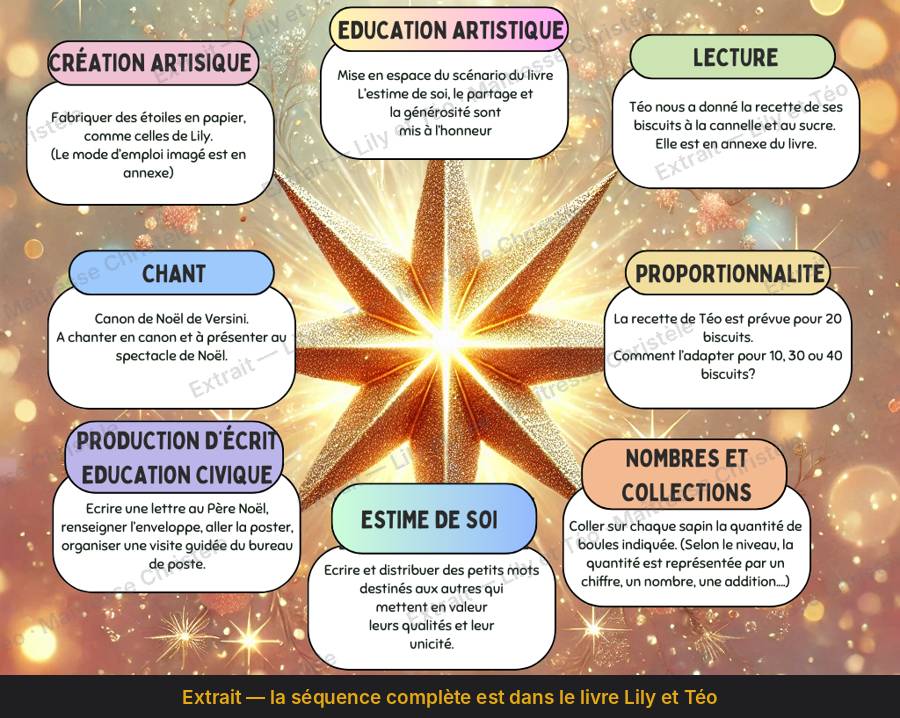 CRÉATION ARTISIQUE
Fabriquer des étoiles en papier,
comme celles de Lily.
(Le mode d'emploi imagé est en
annexe)
EDUCATION ARTISTIQUE
Mise en espace du scénario du livre
L'estime de soi, le partage et
la générosité sont
mis à l'honneur
LECTURE
Téo nous a donné la recette de ses
biscuits à la cannelle et au sucre.
Elle est en annexe du livre.
CHANT
Canon de Noël de Versini.
A chanter en canon et à présenter au
spectacle de Noël.
PROPORTIONNALITE
La recette de Téo est prévue pour 20
biscuits.
Comment l'adapter pour 10, 30 ou 40
biscuits?
PRODUCTION D'ÉCRIT
EDUCATION CIVIQUE
Ecrire une lettre au Père Noël,
renseigner l'enveloppe, aller la poster,
organiser une visite guidée du bureau
de poste.
ESTIME DE SOI
Ecrire et distribuer des petits mots
destinés aux autres qui
mettent en valeur
leurs qualités et leur
unicité.
NOMBRES ET
COLLECTIONS
Coller sur chaque sapin la quantité de
boules indiquée. (Selon le niveau, la
quantité est représentée par un
chiffre, un nombre, une addition....)
Extrait — la séquence complète est dans le livre Lily et Téo